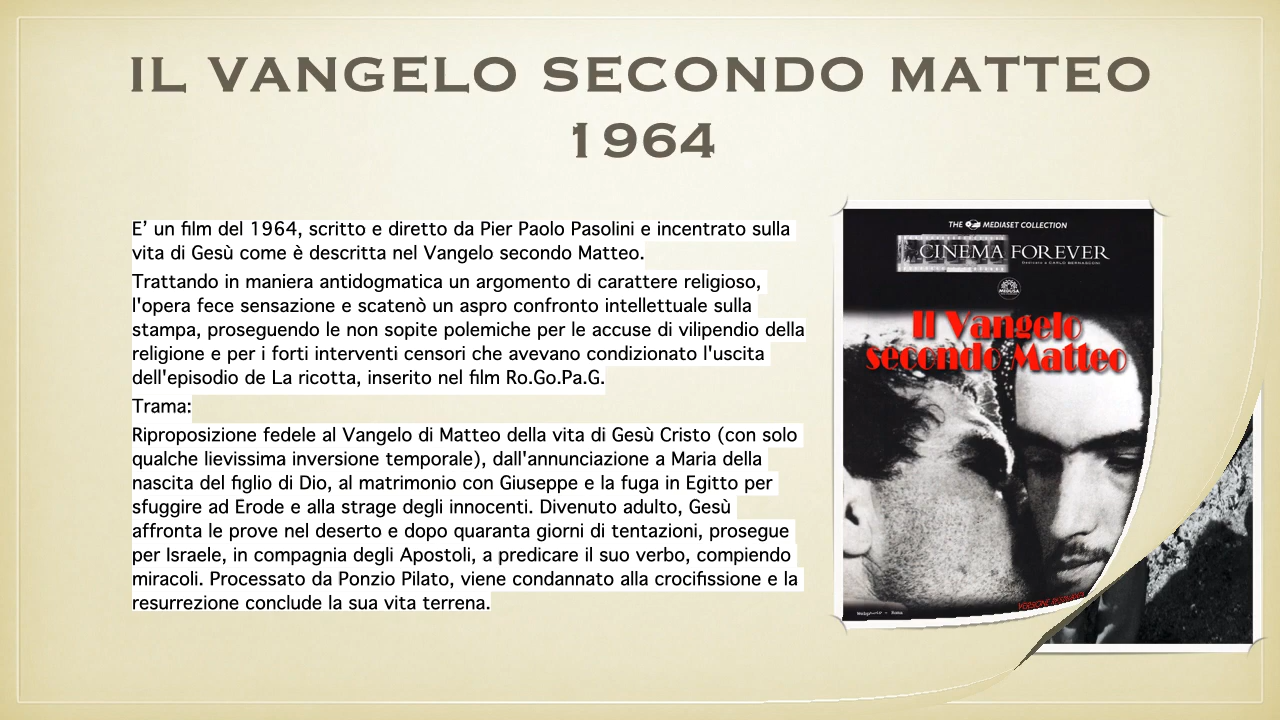 IL VANGELO SECONDO MATTEO
1964
E' un film del 1964, scritto e diretto da Pier Paolo Pasolini e incentrato sulla
vita di Gesù come è descritta nel Vangelo secondo Matteo.
Trattando in maniera antidogmatica un argomento di carattere religioso,
l'opera fece sensazione e scatenò un aspro confronto intellettuale sulla
stampa, proseguendo le non sopite polemiche per le accuse di vilipendio della
religione e per i forti interventi censori che avevano condizionato l'uscita
dell'episodio de La ricotta, inserito nel film Ro.Go.Pa.G.
Trama:
Riproposizione fedele al Vangelo di Matteo della vita di Gesù Cristo (con solo
qualche lievissima inversione temporale), dall'annunciazione a Maria della
nascita del figlio di Dio, al matrimonio con Giuseppe e la fuga in Egitto per
sfuggire ad Erode e alla strage degli innocenti. Divenuto adulto, Gesù
affronta le prove nel deserto e dopo quaranta giorni di tentazioni, prosegue
per Israele, in compagnia degli Apostoli, a predicare il suo verbo, compiendo
miracoli. Processato da Ponzio Pilato, viene condannato alla crocifissione e la
resurrezione conclude la sua vita terrena.
THE MEDIASET COLLECTION
CINEMA FOREVER
MEDUSA
Il Vangelo
secondo Matteo